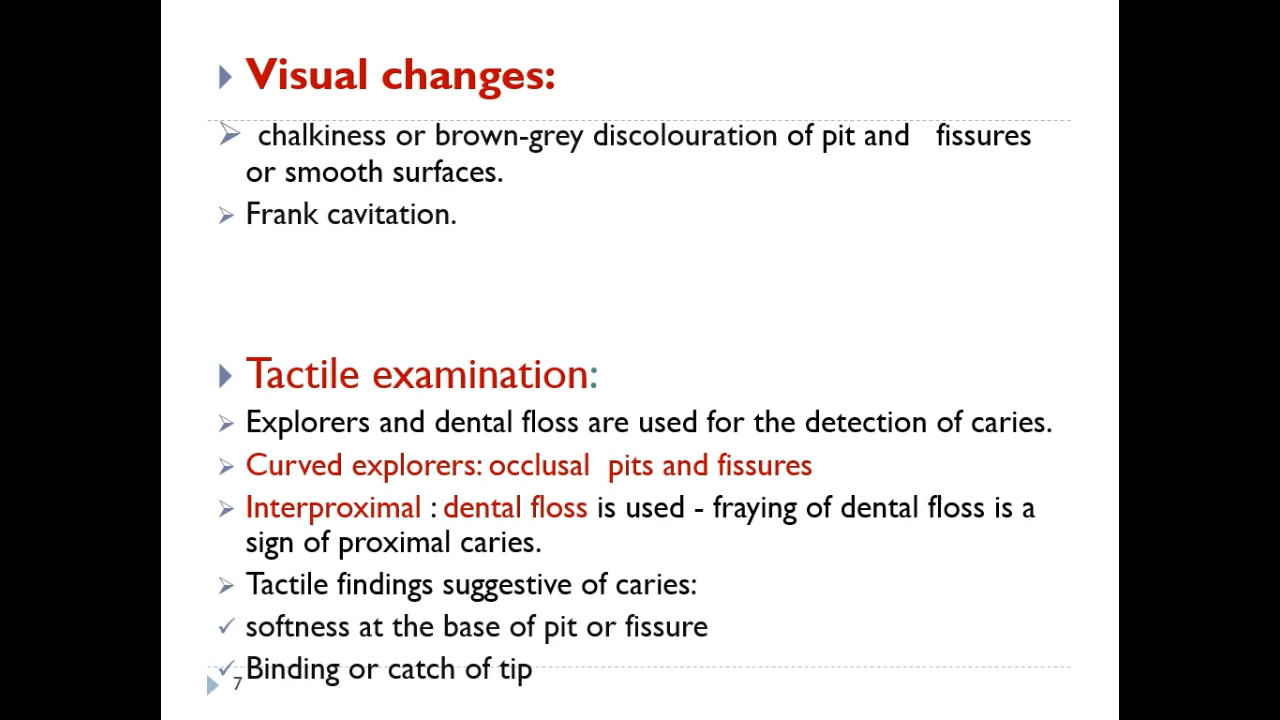 Visual changes:
chalkiness or brown-grey discolouration of pit and fissures
or smooth surfaces.
Frank cavitation.
Tactile examination:
Explorers and dental floss are used for the detection of caries.
Curved explorers: occlusal pits and fissures
Interproximal : dental floss is used - fraying of dental floss is a
sign of proximal caries.
Tactile findings suggestive of caries:
softness at the base of pit or fissure
Binding or catch of tip
7